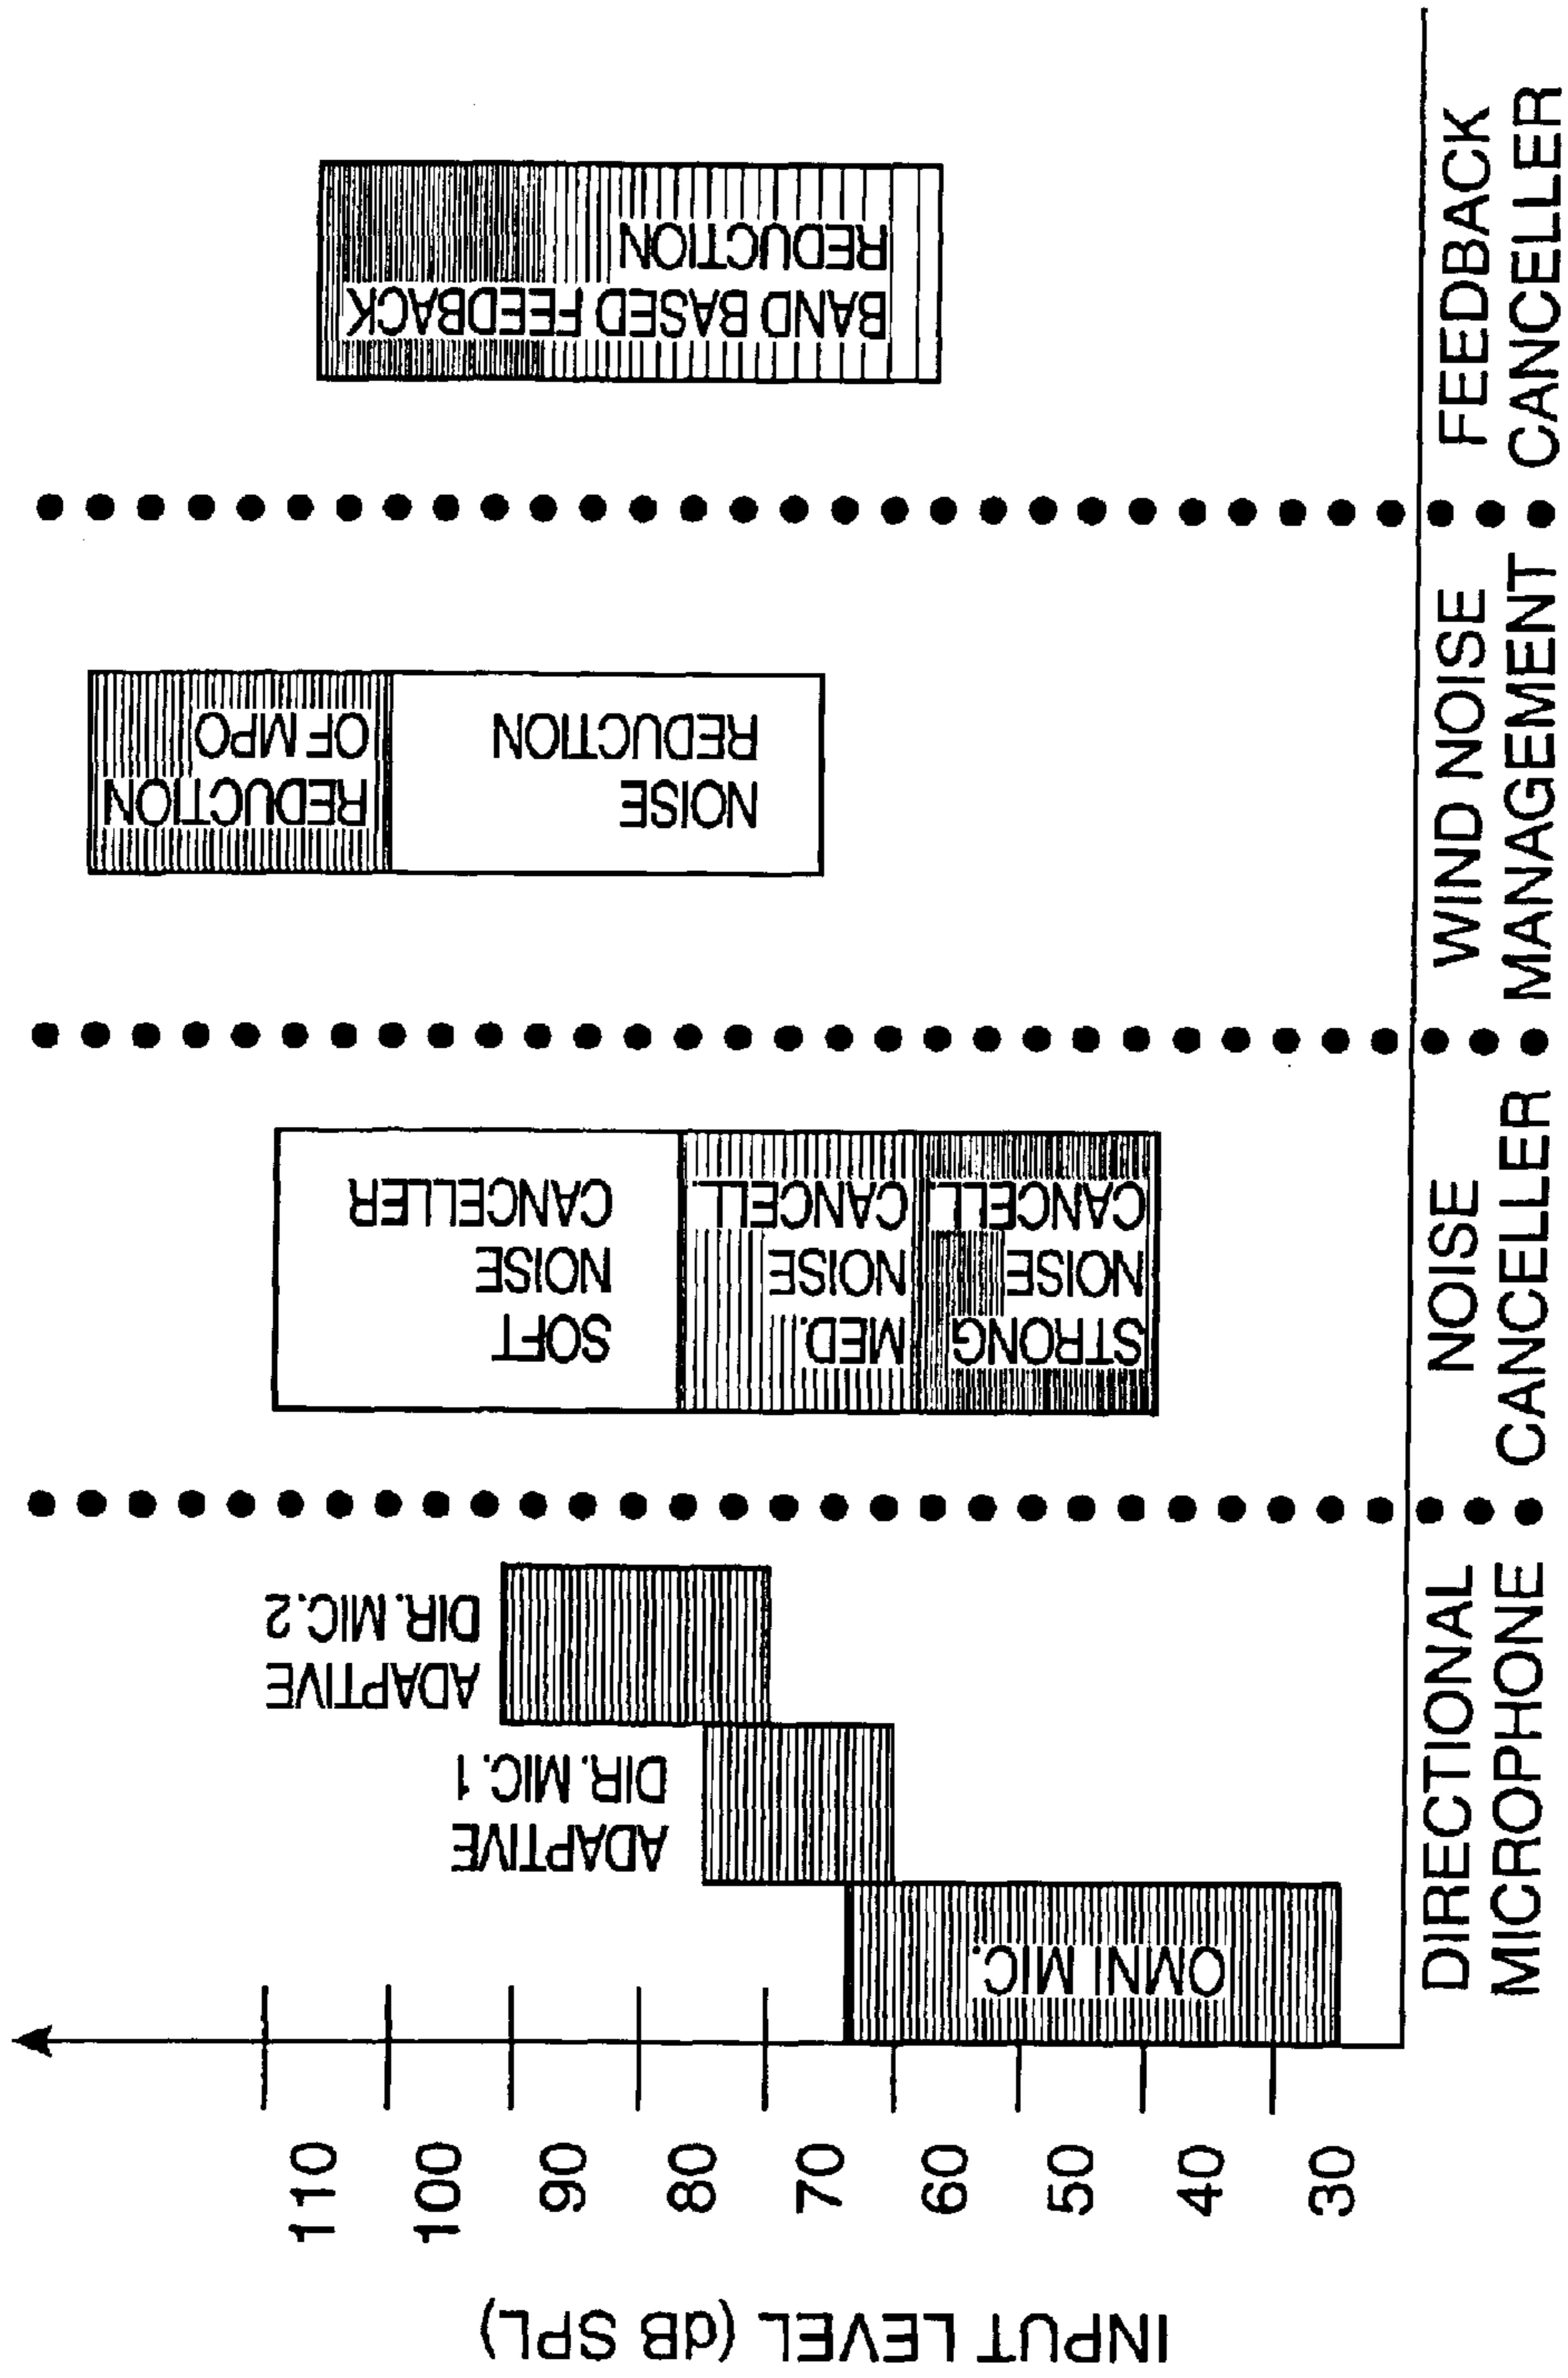 INPUT LEVEL (dB SPL)
110
100
90
80
70
60
50
40
30
OMNI MIC.
ADAPTIVE
DIR. MIC.1
ADAPTIVE
DIR. MIC.2
DIRECTIONAL
MICROPHONE
SOFT
NOISE
CANCELLER
MED.
NOISE
CANCELL.
STRONG
NOISE
CANCELL.
NOISE
CANCELLER
REDUCTION
OF MPO
NOISE
REDUCTION
WIND NOISE
MANAGEMENT
BAND BASED FEEDBACK
REDUCTION
FEEDBACK
CANCELLER